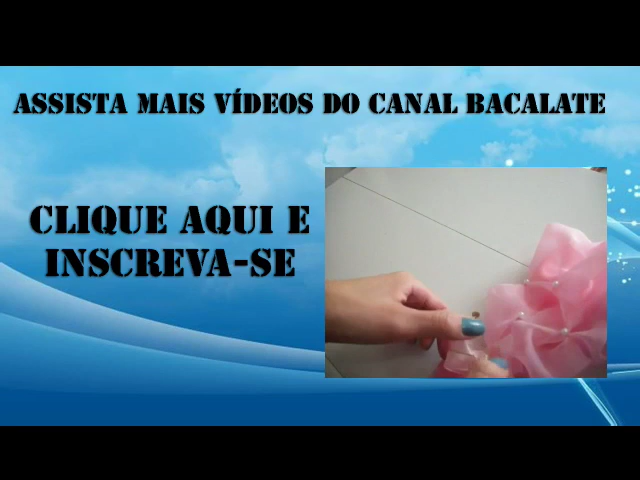 ASSISTA MAIS VÍDEOS DO CANAL BACALATE
CLIQUE AQUI E
INSCREVA-SE